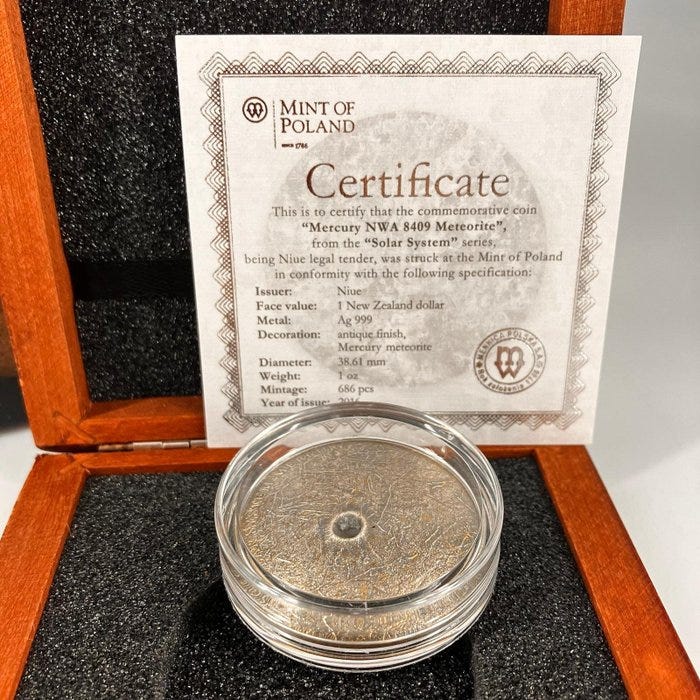 MINT OF
POLAND
SINCE 1766
Certificate
This is to certify that the commemorative coin
"Mercury NWA 8409 Meteorite",
from the "Solar System" series,
being Niue legal tender, was struck at the Mint of Poland
in conformity with the following specification:
Issuer: Niue
Face value: 1 New Zealand dollar
Metal: Ag 999
Decoration: antique finish,
Mercury meteorite
Diameter: 38.61 mm
Weight: 1 oz
Mintage: 686 pcs
Year of issue: 2016
MENNICA POLSKA S.A.